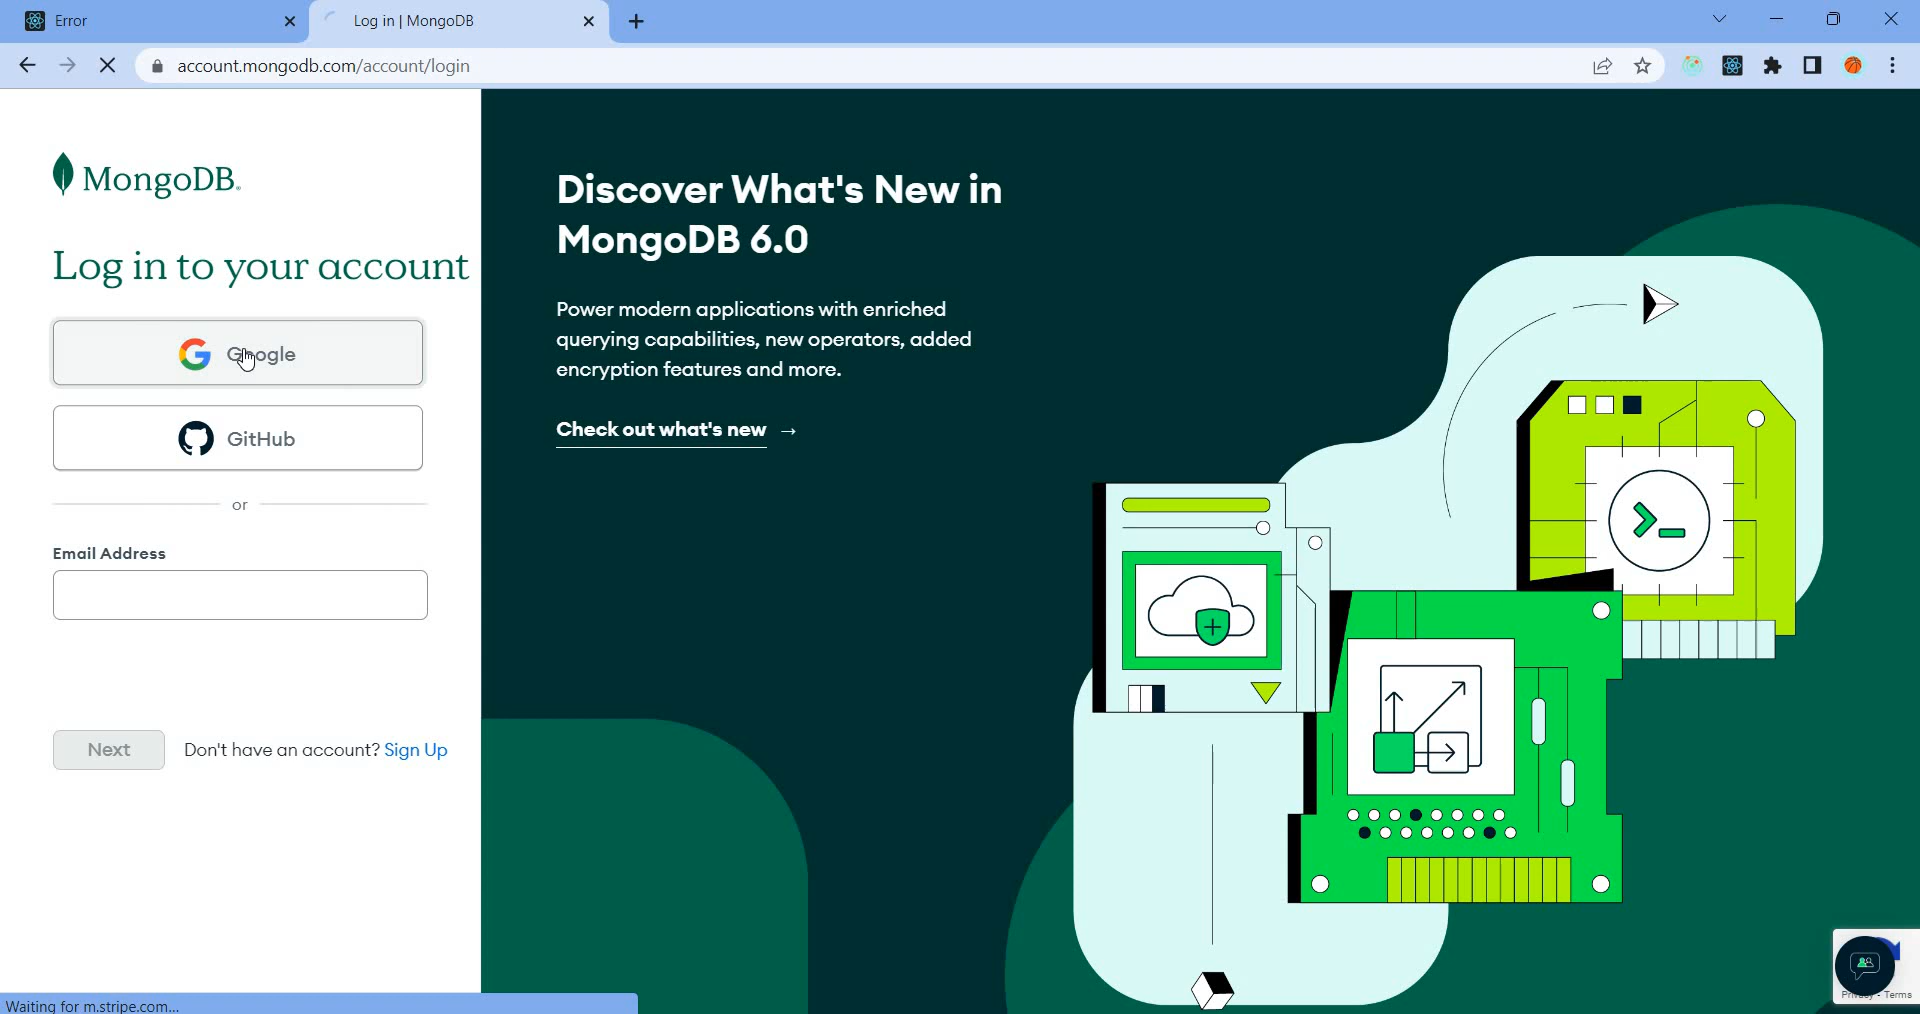 Error
Log in | MongoDB
account.mongodb.com/account/login
MongoDB®
Log in to your account
Google
GitHub
or
Email Address
Next
Don't have an account? Sign Up
Discover What's New in
MongoDB 6.0
Power modern applications with enriched
querying capabilities, new operators, added
encryption features and more.
Check out what's new →
Privacy - Terms
Waiting for m.stripe.com...